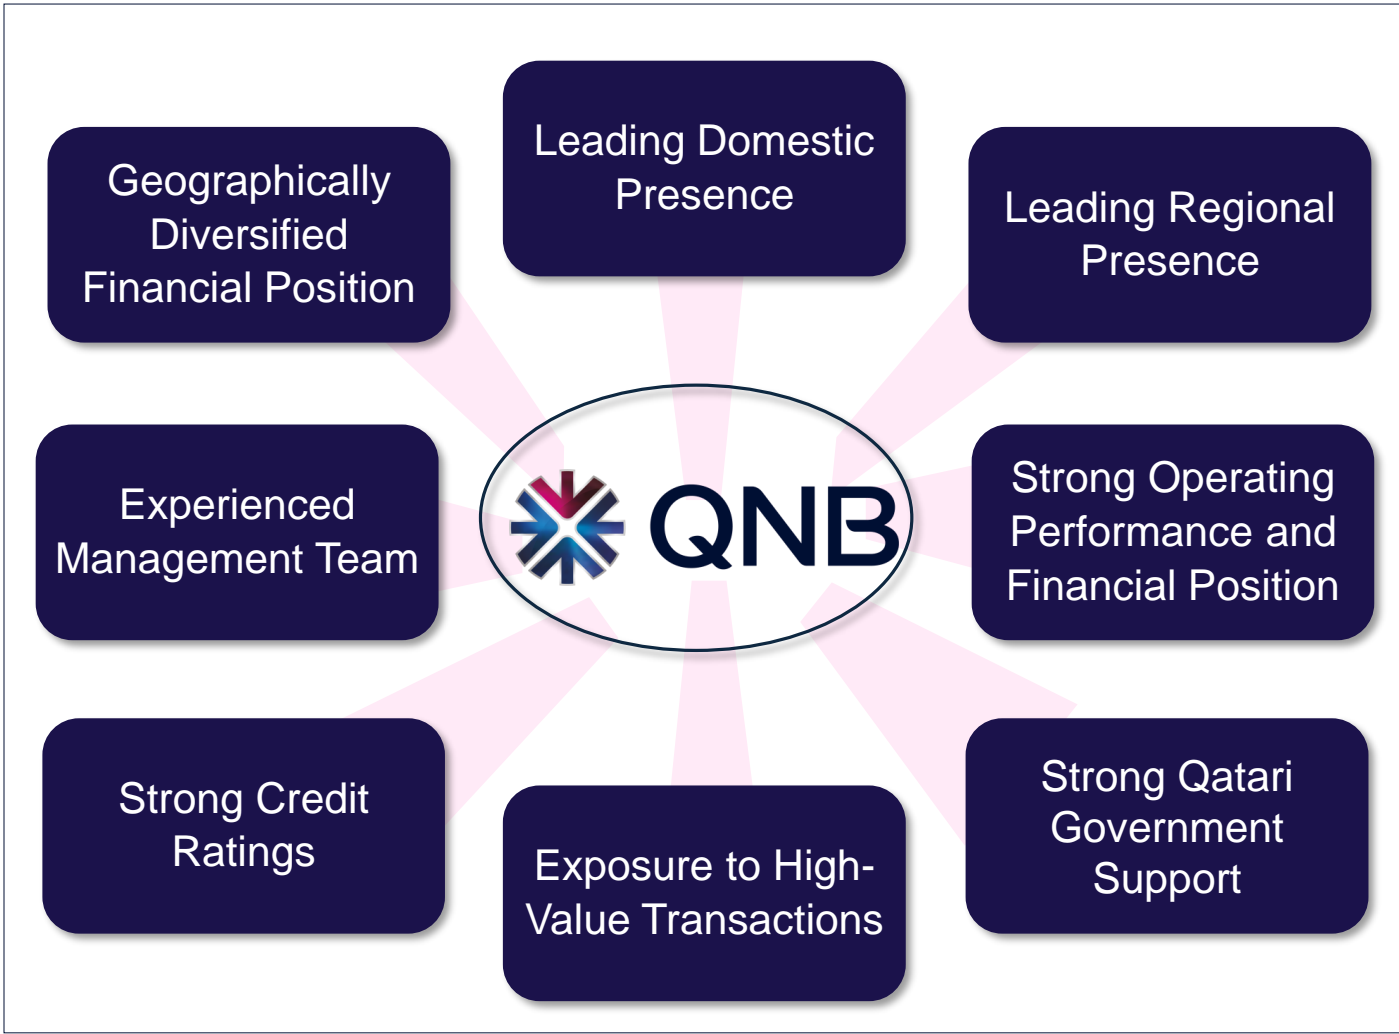 Leading Domestic
Presence
Geographically
Diversified
Financial Position
Leading Regional
Presence
Experienced
Management Team
QNB
Strong Operating
Performance and
Financial Position
Strong Credit
Ratings
Exposure to High-
Value Transactions
Strong Qatari
Government
Support